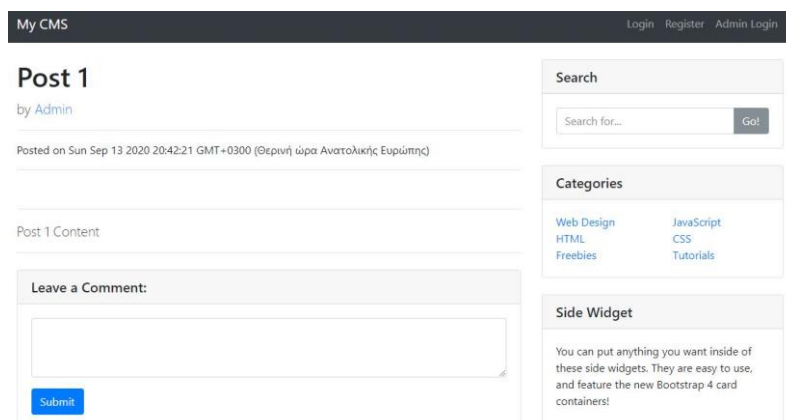 My CMS
Login Register Admin Login
Post 1
by Admin
Posted on Sun Sep 13 2020 20:42:21 GMT+0300 (Θερινή ώρα Ανατολικής Ευρώπης)
Post 1 Content
Leave a Comment:
Submit
Search
Search for...
Go!
Categories
Web Design JavaScript
HTML CSS
Freebies Tutorials
Side Widget
You can put anything you want inside of
these side widgets. They are easy to use,
and feature the new Bootstrap 4 card
containers!